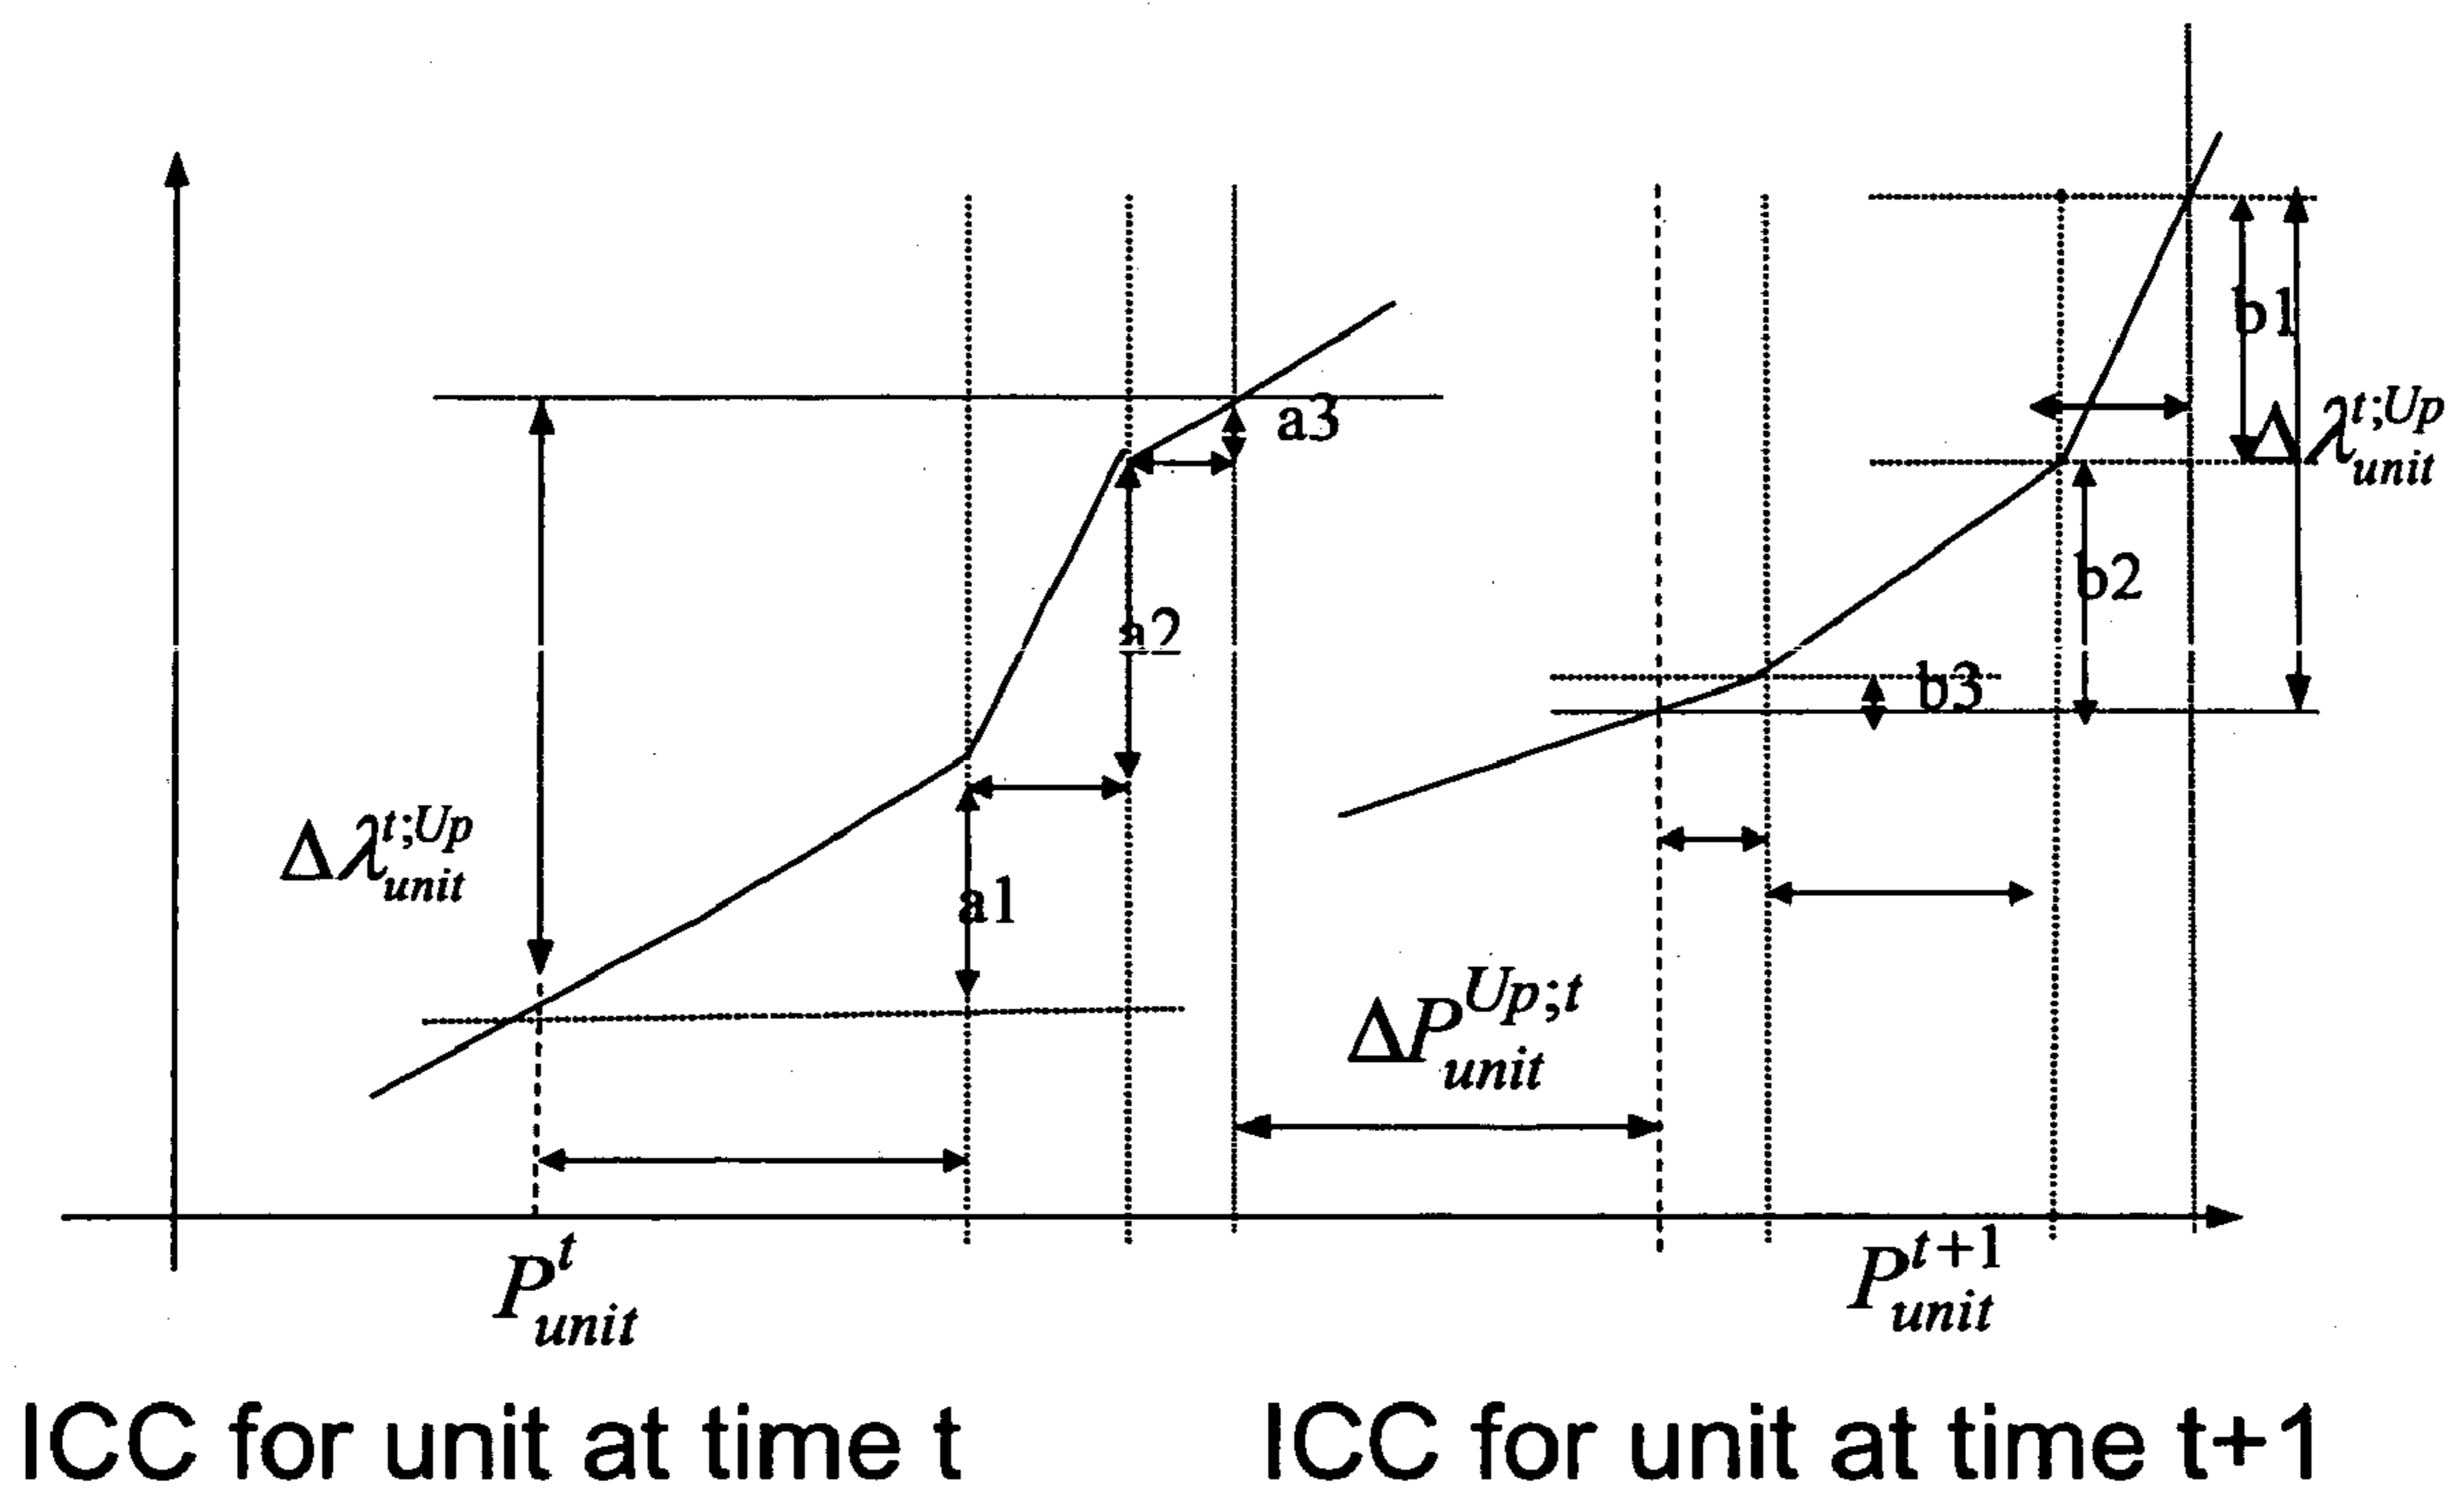 b1
a3
Δλ^{t;Up}_{unit}
b2
a2
b3
Δλ^{t;Up}_{unit}
a1
ΔP^{Up;t}_{unit}
P^{t}_{unit}
P^{t+1}_{unit}
ICC for unit at time t
ICC for unit at time t+1